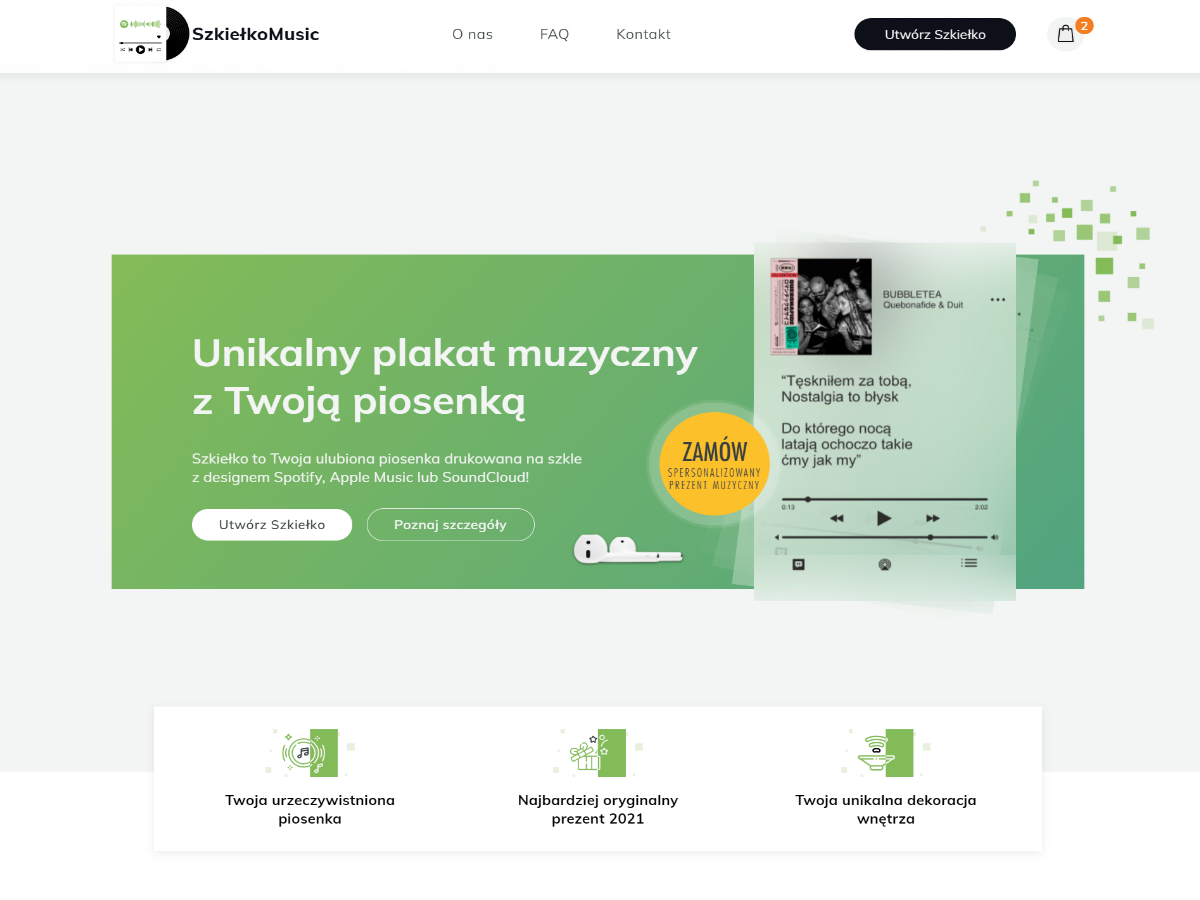 SzkiełkoMusic
O nas
FAQ
Kontakt
Utwórz Szkiełko
2
Unikalny plakat muzyczny
z Twoją piosenką
Szkiełko to Twoja ulubiona piosenka drukowana na szkle
z designem Spotify, Apple Music lub SoundCloud!
Utwórz Szkiełko
Poznaj szczegóły
ZAMÓW
SPERSONALIZOWANY
PREZENT MUZYCZNY
QUEBONAFIDE
BUBBLETEA
Quebonafide & Duit
“Tęskniłem za tobą,
Nostalgia to błysk
Do którego nocą
latają ochoczo takie
ćmy jak my”
0:13
2:02
Twoja urzeczywistniona
piosenka
Najbardziej oryginalny
prezent 2021
Twoja unikalna dekoracja
wnętrza